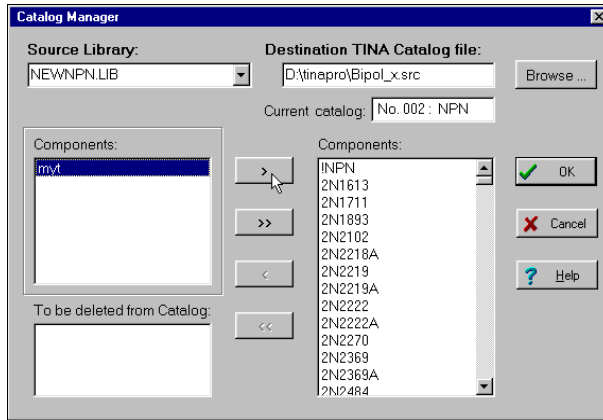 Catalog Manager
Source Library:
NEWNPN.LIB
Destination TINA Catalog file:
D:\tinapro\Bipol_x.src
Browse ...
Current catalog:
No. 002 : NPN
Components:
myt
>
>>
<
<<
To be deleted from Catalog:
Components:
!NPN
2N1613
2N1711
2N1893
2N2102
2N2218A
2N2219
2N2219A
2N2222
2N2222A
2N2270
2N2369
2N2369A
2N2484
OK
Cancel
Help